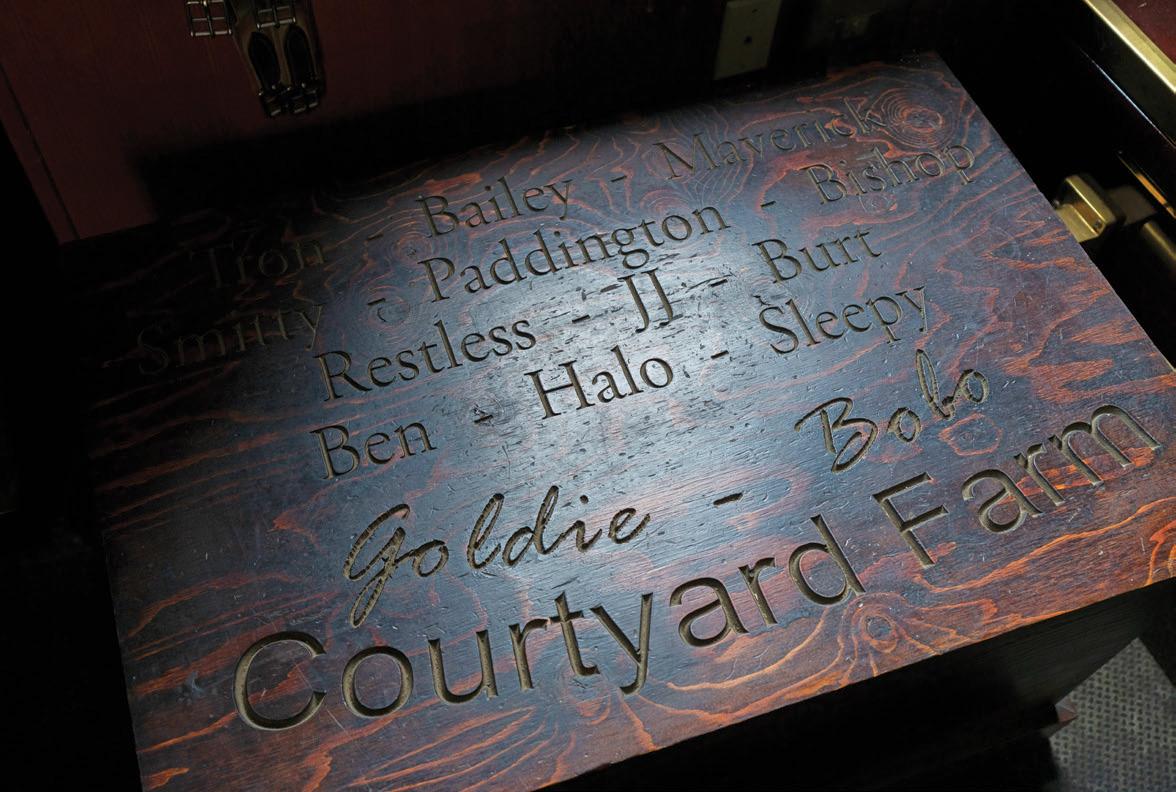 Tron - Bailey - Maverick
Smitty - Paddington - Bishop
Restless - JJ - Burt
Ben - Halo - Sleepy
Goldie - Bobo
Courtyard Farm